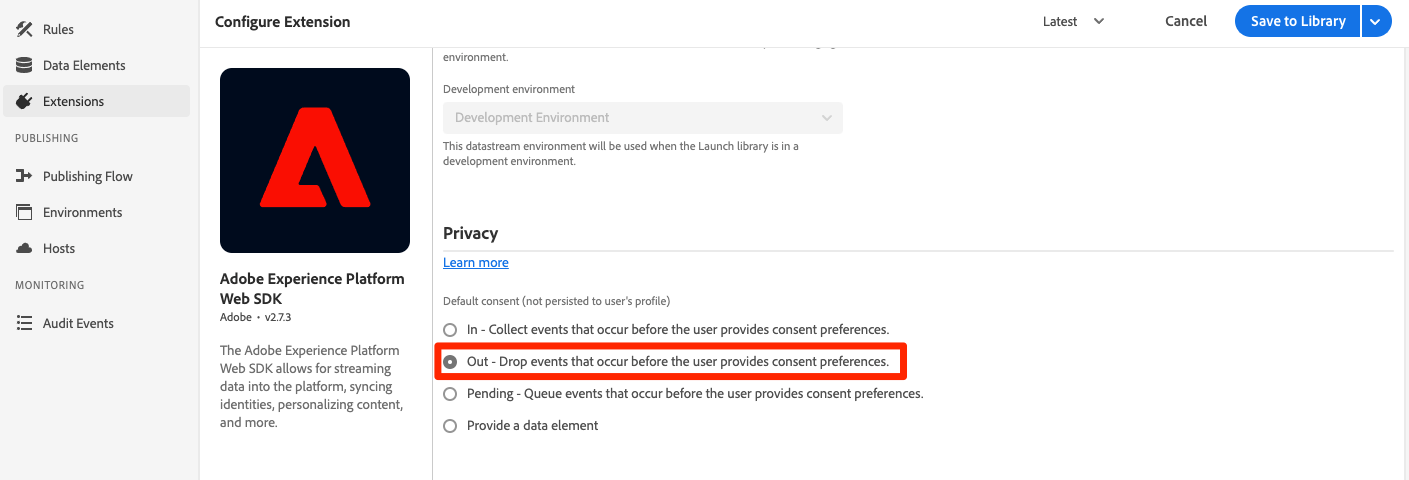 Rules
Data Elements
Extensions
PUBLISHING
Publishing Flow
Environments
Hosts
MONITORING
Audit Events
Configure Extension
Latest
Cancel
Save to Library
Adobe Experience Platform
Web SDK
Adobe • v2.7.3
The Adobe Experience Platform
Web SDK allows for streaming
data into the platform, syncing
identities, personalizing content,
and more.
environment.
Development environment
Development Environment
This datastream environment will be used when the Launch library is in a
development environment.
Privacy
Learn more
Default consent (not persisted to user's profile)
In - Collect events that occur before the user provides consent preferences.
Out - Drop events that occur before the user provides consent preferences.
Pending - Queue events that occur before the user provides consent preferences.
Provide a data element